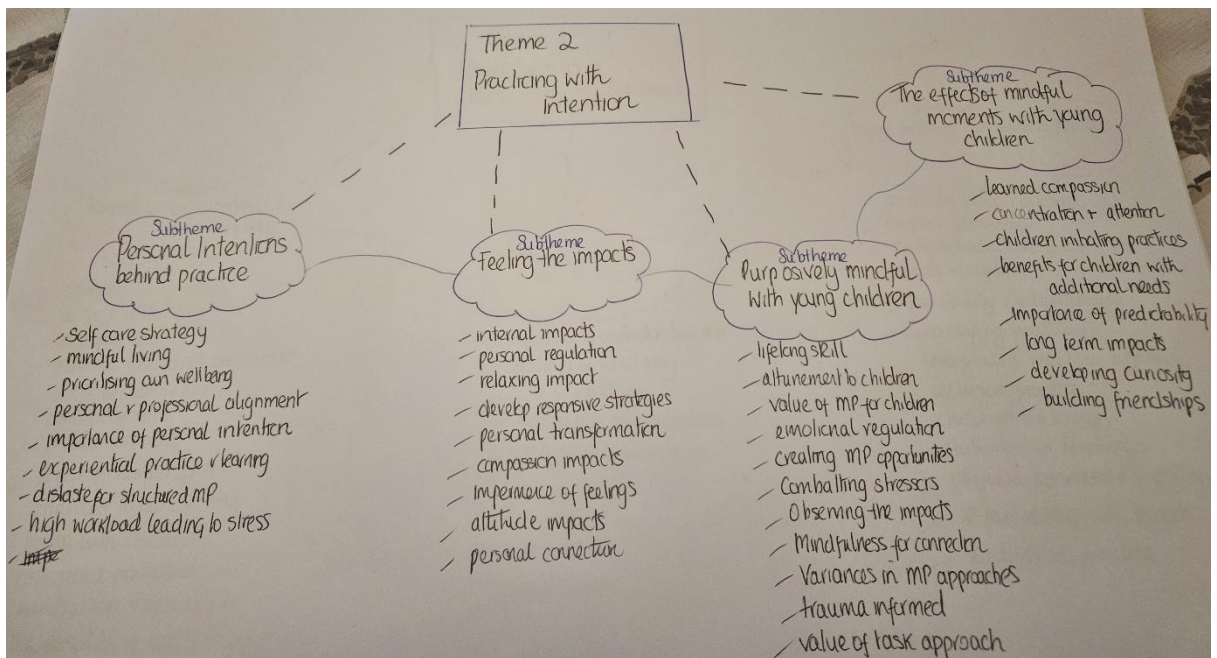 Theme 2
Practicing with
Intention
Subtheme
Personal Intentions
behind practice
self care strategy
mindful living
prioritising own wellbeing
personal + professional alignment
importance of personal intention
experiential practice + learning
distaste for structured MP
high workload leading to stress
Subtheme
Feeling the impacts
internal impacts
personal regulation
relaxing impact
develop responsive strategies
personal transformation
compassion impacts
impermence of feelings
attitude impacts
personal connection
Subtheme
Purposively mindful
with young children
lifelong skill
attunement to children
value of MP for children
emotional regulation
creating MP opportunities
Combatting stressors
Observing the impacts
Mindfulness for connection
Variances in MP approaches
trauma informed
value of task approach
Subtheme
The effects of mindful
moments with young
children
learned compassion
concentration + attention
children imitating practices
benefits for children with
additional needs
importance of predictability
long term impacts
developing curiosity
building friendships